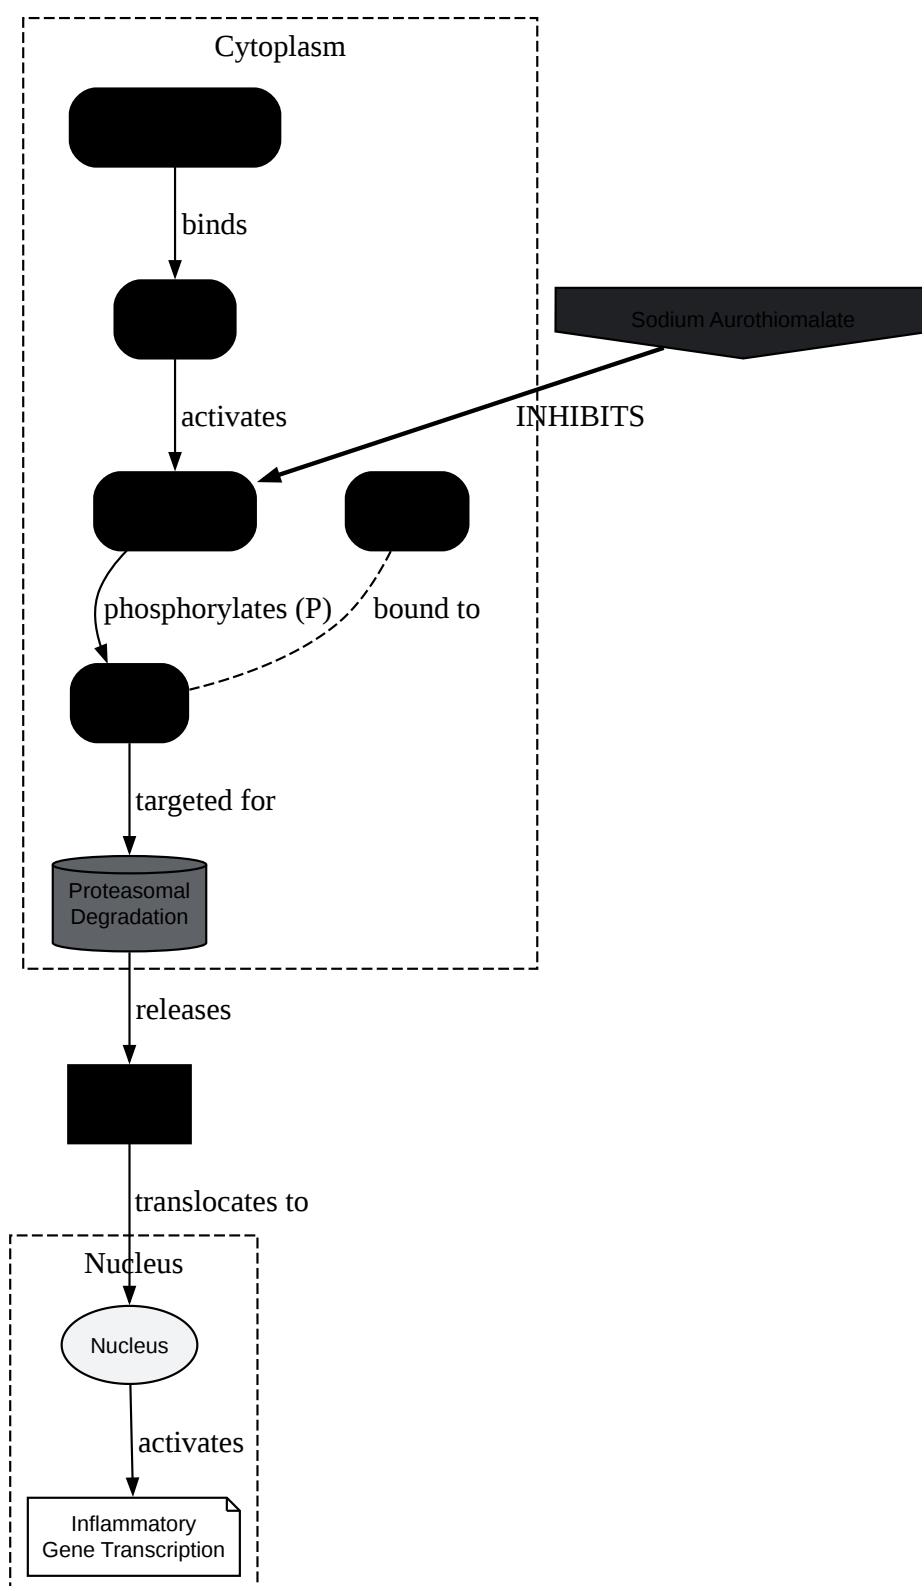 Cytoplasm
binds
Sodium Aurothiomalate
activates
INHIBITS
phosphorylates (P)
bound to
targeted for
Proteasomal
Degradation
releases
translocates to
Nucleus
Nucleus
activates
Inflammatory
Gene Transcription